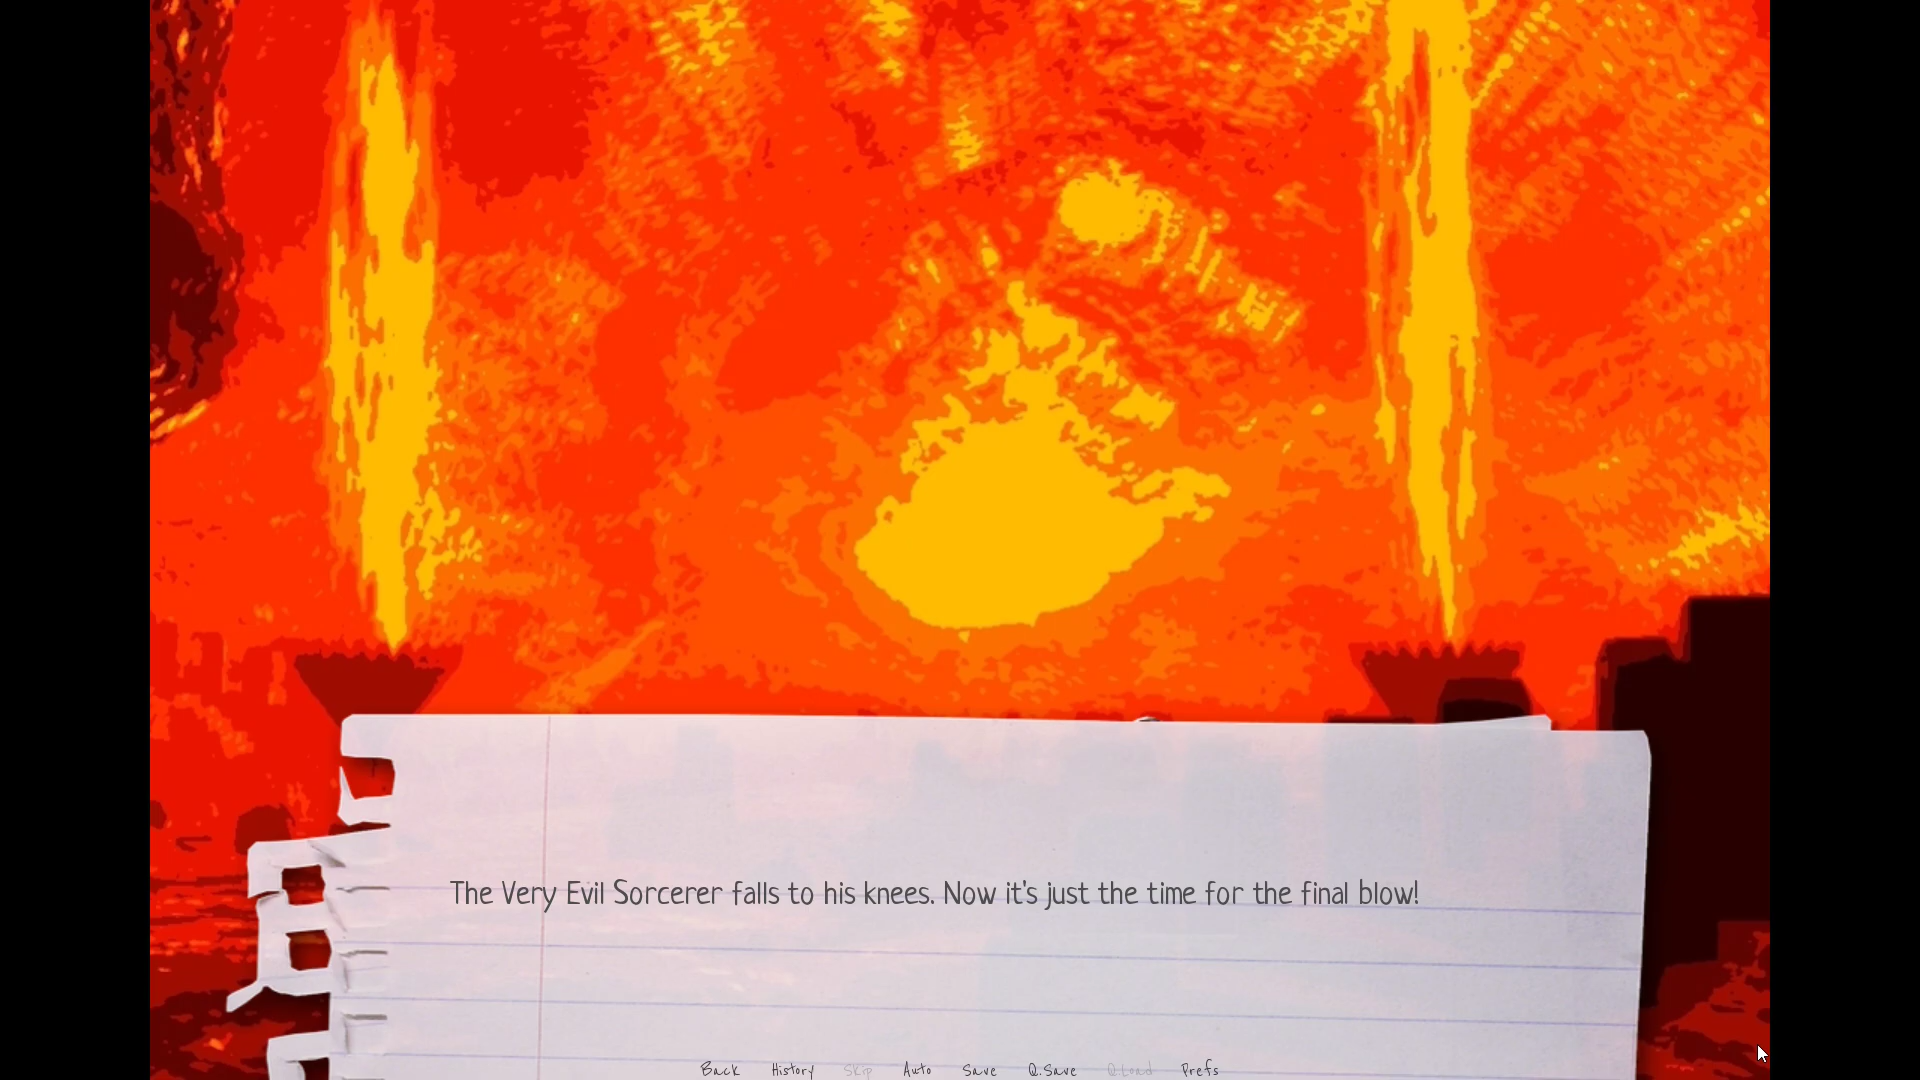 The Very Evil Sorcerer falls to his knees. Now it's just the time for the final blow!
Back History Skip Auto Save Q.Save Q.Load Prefs